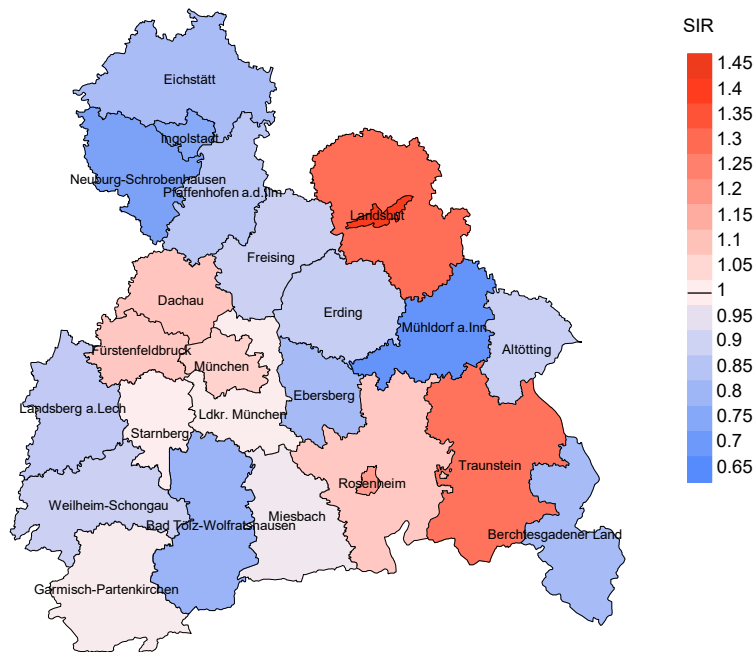 SIR
1.45
1.4
1.35
1.3
1.25
1.2
1.15
1.1
1.05
1
0.95
0.9
0.85
0.8
0.75
0.7
0.65
Eichstätt
Ingolstadt
Neuburg-Schrobenhausen
Pfaffenhofen a.d.Ilm
Landshut
Freising
Dachau
Erding
Mühldorf a.Inn
Altötting
Fürstenfeldbruck
München
Ebersberg
Landsberg a.Lech
Ldkr. München
Starnberg
Traunstein
Rosenheim
Weilheim-Schongau
Miesbach
Bad Tölz-Wolfratshausen
Berchtesgadener Land
Garmisch-Partenkirchen